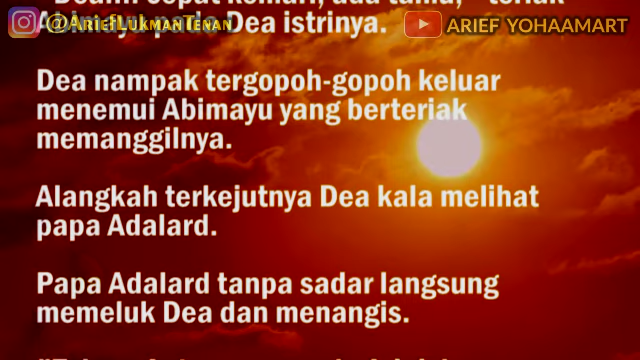 @AriefLukmanTenan
ARIEF YOHAAMART
Dea istrinya.
Dea nampak tergopoh-gopoh keluar
menemui Abimayu yang berteriak
memanggilnya.
Alangkah terkejutnya Dea kala melihat
papa Adalard.
Papa Adalard tanpa sadar langsung
memeluk Dea dan menangis.